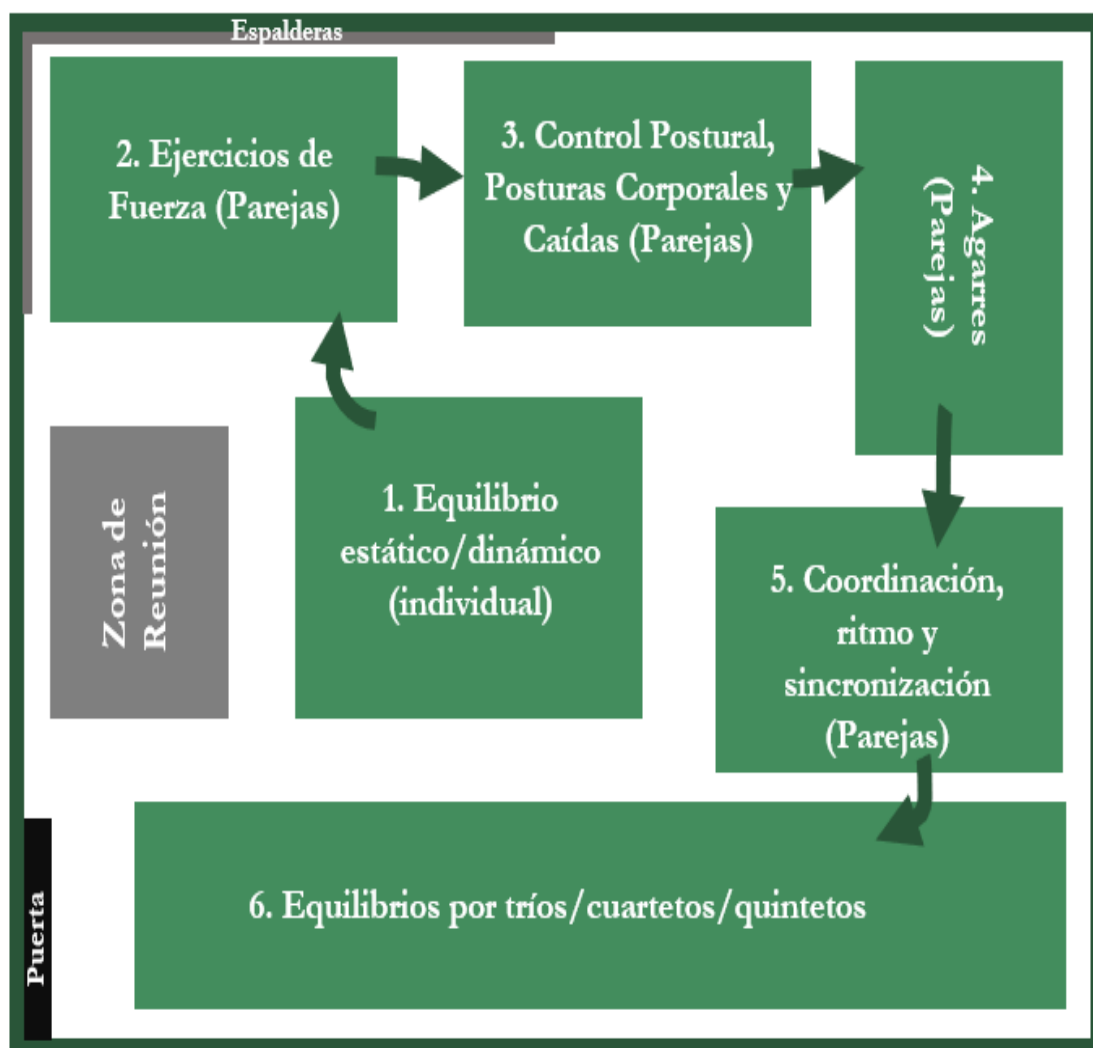 Espalderas
2. Ejercicios de
Fuerza (Parejas)
3. Control Postural,
Posturas Corporales y
Caídas (Parejas)
4. Agarres
(Parejas)
Zona de
Reunión
1. Equilibrio
estático/dinámico
(individual)
5. Coordinación,
ritmo y
sincronización
(Parejas)
6. Equilibrios por tríos/cuartetos/quintetos
Puerta